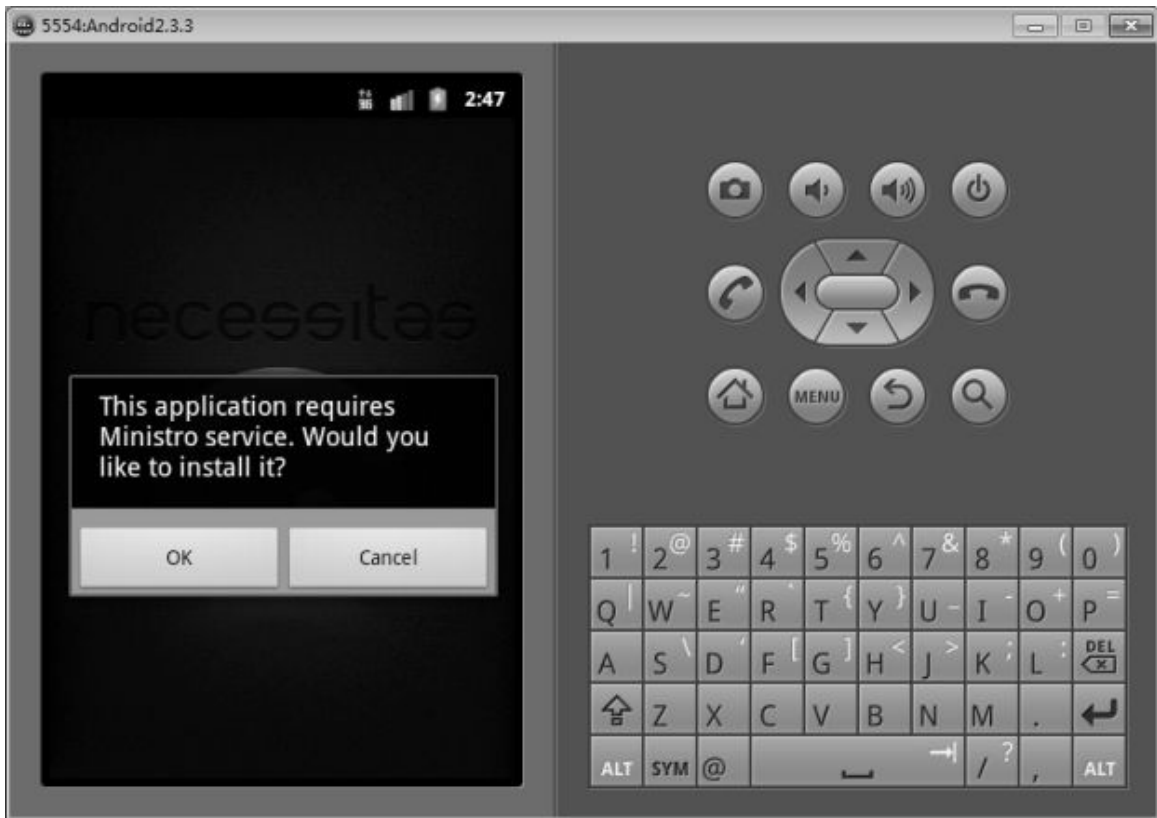 5554:Android2.3.3
2:47
necessitas
This application requires
Ministro service. Would you
like to install it?
OK Cancel
MENU
1 ! 2 @ 3 # 4 $ 5 % 6 ^ 7 & 8 * 9 ( 0 )
Q | W ~ E " R ` T { Y } U _ I - O + P =
A S \ D ' F [ G ] H < J > K ; L : DEL
Z X C V B N M .
ALT SYM @ / ? , ALT